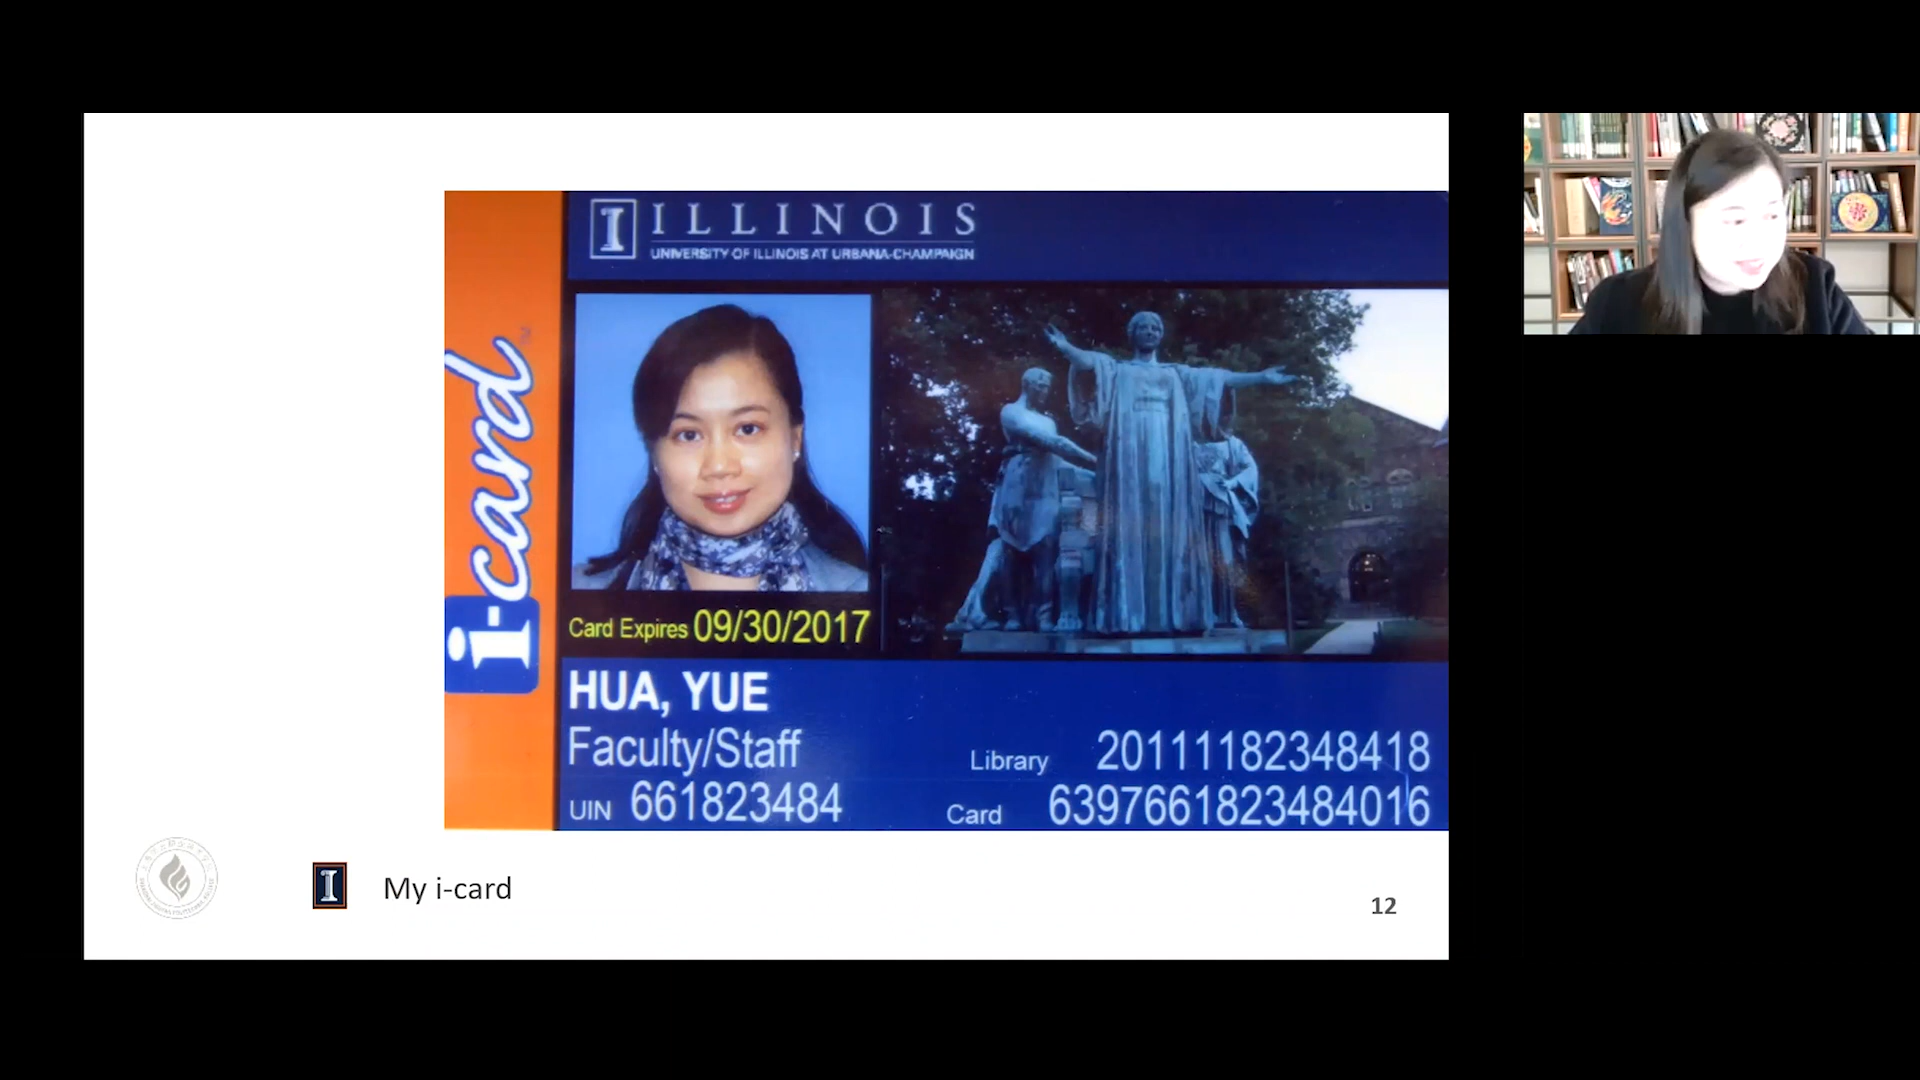 ILLINOIS
UNIVERSITY OF ILLINOIS AT URBANA-CHAMPAIGN
i-card
Card Expires 09/30/2017
HUA, YUE
Faculty/Staff
Library 20111182348418
UIN 661823484
Card 6397661823484016
My i-card
12